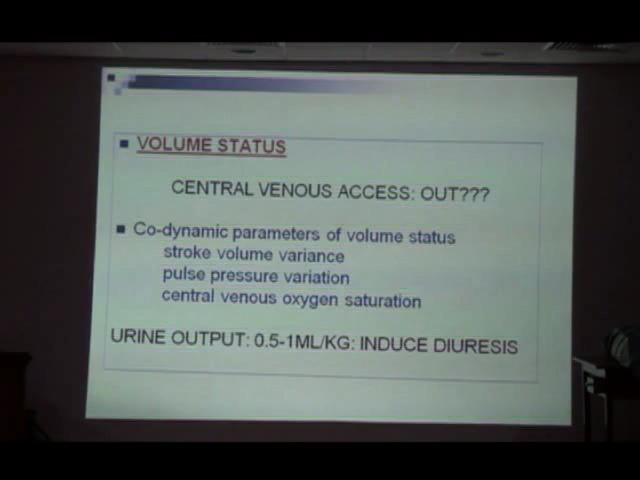 VOLUME STATUS
CENTRAL VENOUS ACCESS: OUT???
Co-dynamic parameters of volume status
stroke volume variance
pulse pressure variation
central venous oxygen saturation
URINE OUTPUT: 0.5-1ML/KG: INDUCE DIURESIS